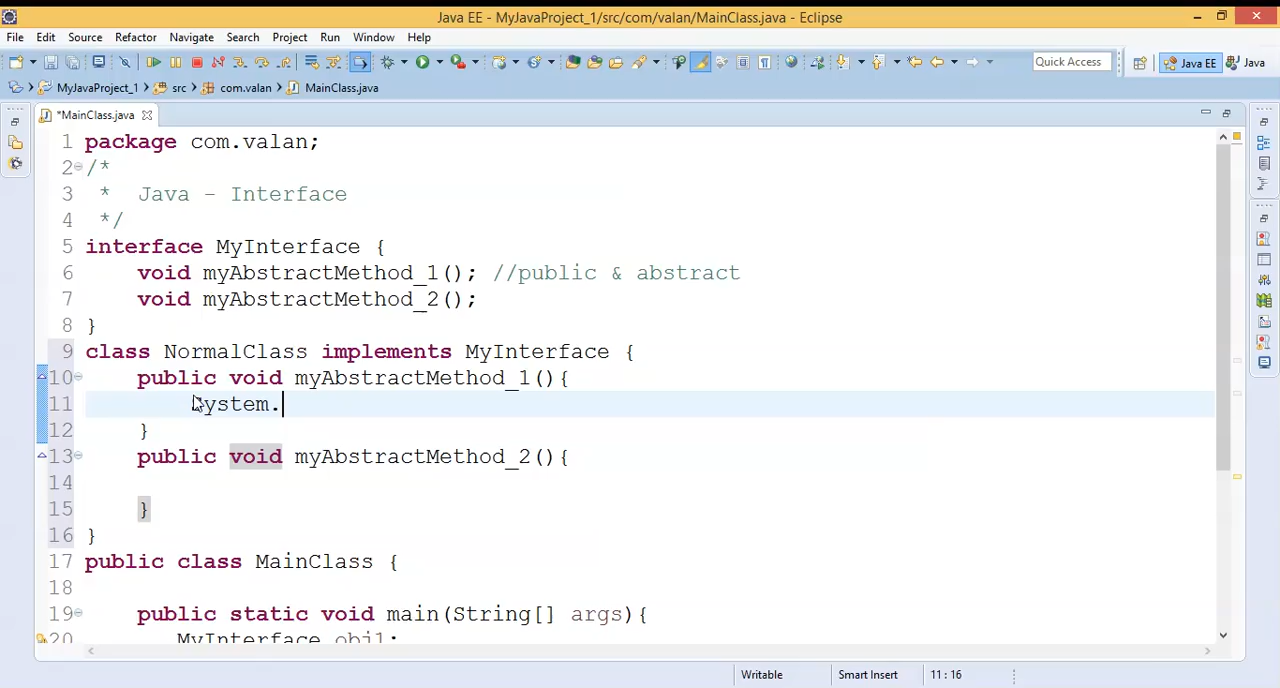 Java EE - MyJavaProject_1/src/com/valan/MainClass.java - Eclipse
File Edit Source Refactor Navigate Search Project Run Window Help
Quick Access Java EE Java
MyJavaProject_1 src com.valan MainClass.java
*MainClass.java
1 package com.valan;
2 /*
3 * Java - Interface
4 */
5 interface MyInterface {
6 void myAbstractMethod_1(); //public & abstract
7 void myAbstractMethod_2();
8 }
9 class NormalClass implements MyInterface {
10 public void myAbstractMethod_1(){
11 System.
12 }
13 public void myAbstractMethod_2(){
14
15 }
16 }
17 public class MainClass {
18
19 public static void main(String[] args){
20 MyInterface obj1;
Writable Smart Insert 11 : 16